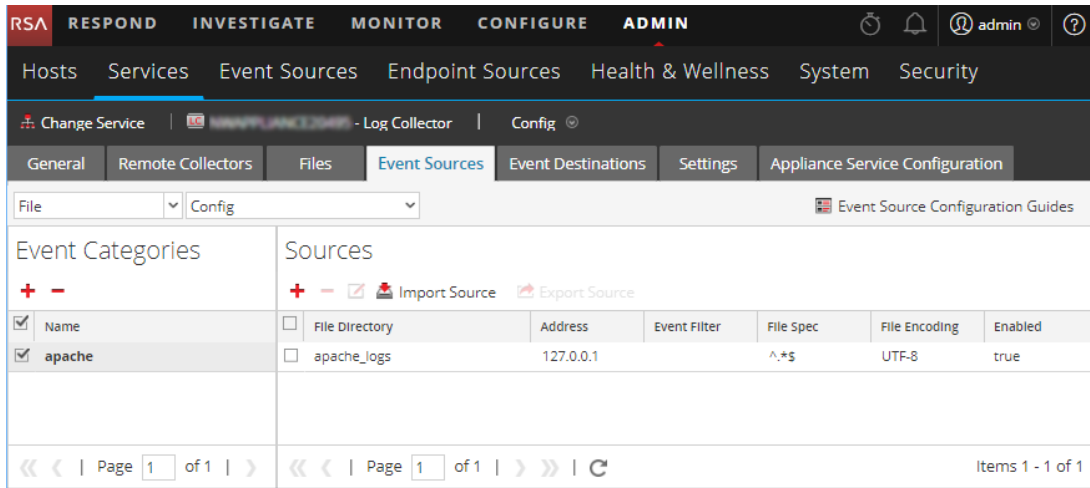 RSA RESPOND INVESTIGATE MONITOR CONFIGURE ADMIN admin ?
Hosts Services Event Sources Endpoint Sources Health & Wellness System Security
Change Service | LC - Log Collector | Config
General Remote Collectors Files Event Sources Event Destinations Settings Appliance Service Configuration
File Config Event Source Configuration Guides
Event Categories Sources
+ - + - Import Source Export Source
Name File Directory Address Event Filter File Spec File Encoding Enabled
apache apache_logs 127.0.0.1 ^.*$ UTF-8 true
| Page 1 of 1 | | Page 1 of 1 | | Items 1 - 1 of 1